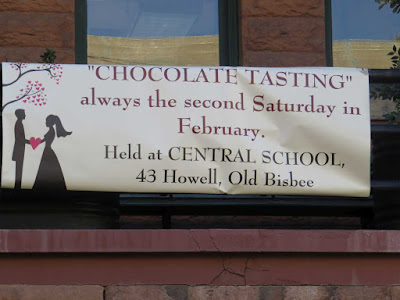 "CHOCOLATE TASTING"
always the second Saturday in
February.
Held at CENTRAL SCHOOL,
43 Howell, Old Bisbee